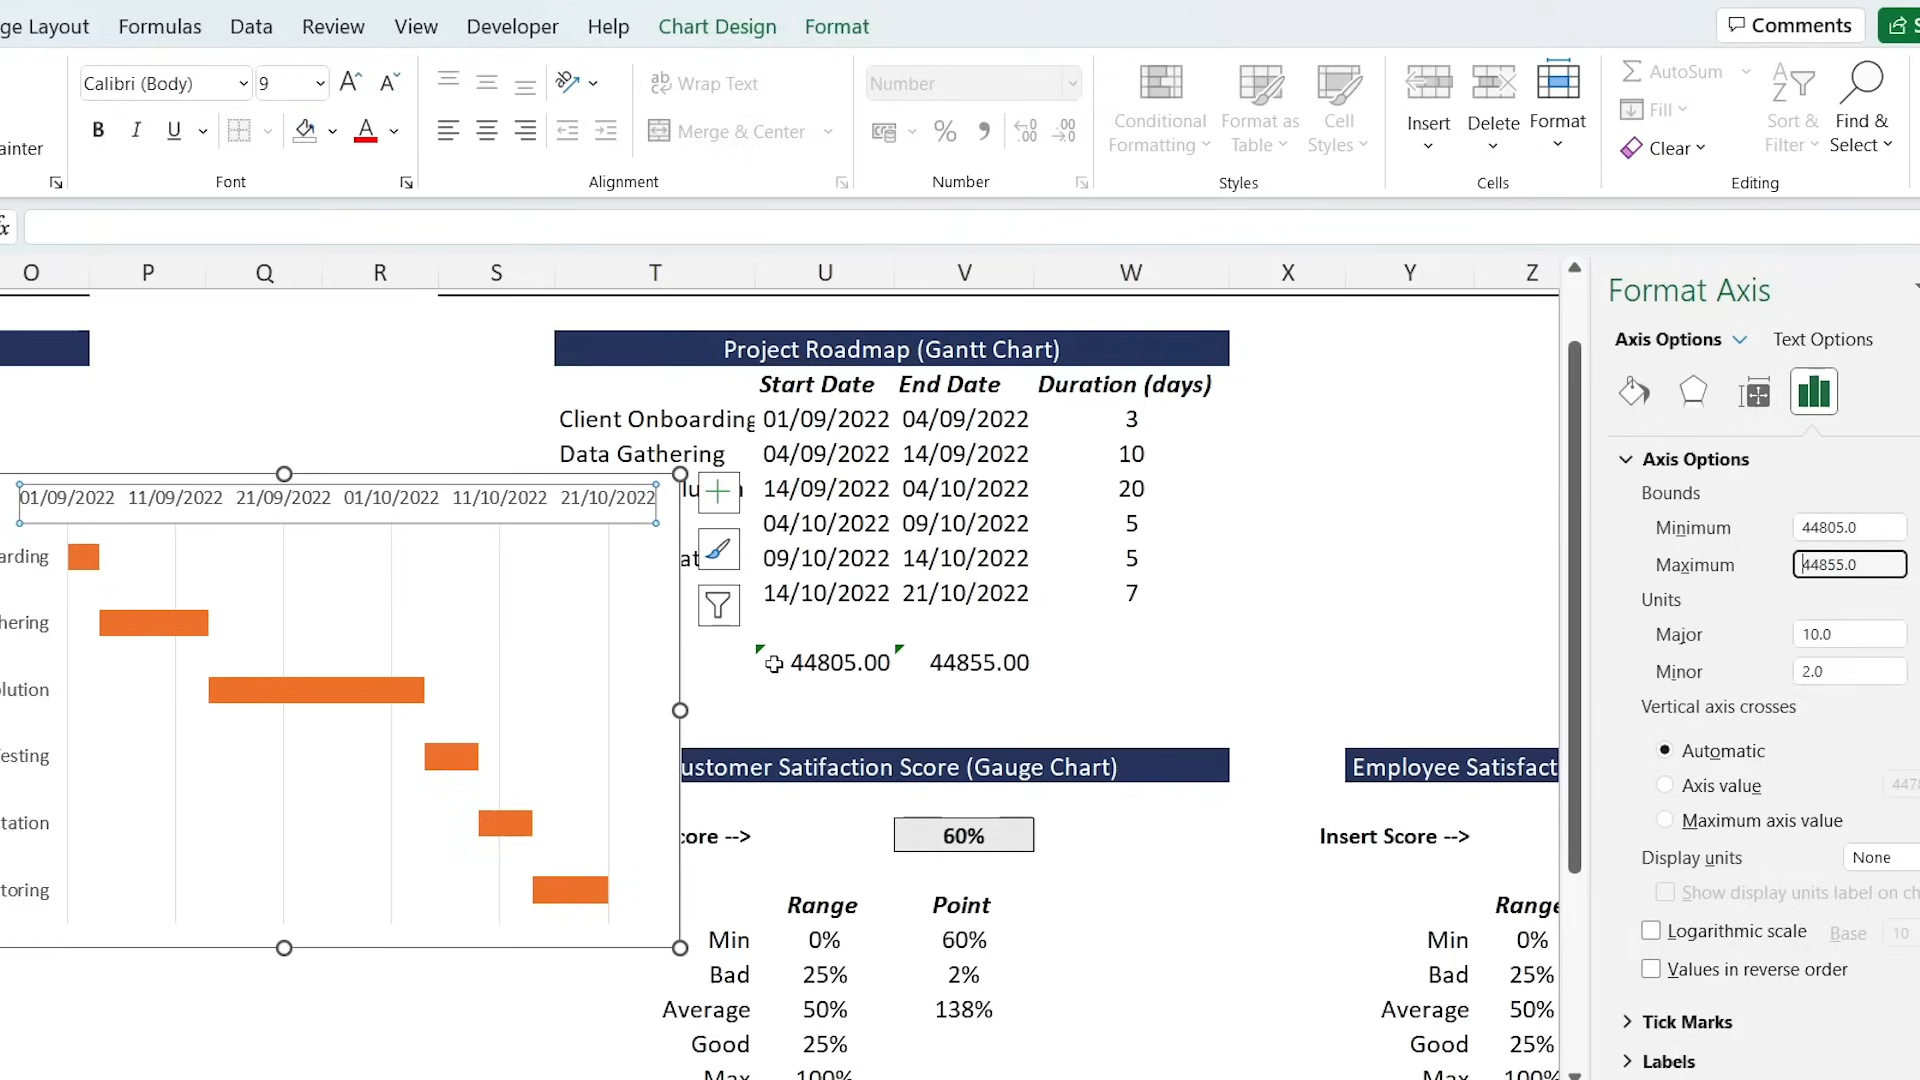 ge Layout Formulas Data Review View Developer Help Chart Design Format Comments S
Calibri (Body) 9 A A ab Wrap Text Number AutoSum
ainter B I U A Merge & Center % Conditional Formatting Format as Table Cell Styles Insert Delete Format Fill Clear Sort & Filter Find & Select
Font Alignment Number Styles Cells Editing
fx
O P Q R S T U V W X Y Z
Project Roadmap (Gantt Chart)
Start Date End Date Duration (days)
Client Onboarding 01/09/2022 04/09/2022 3
Data Gathering 04/09/2022 14/09/2022 10
14/09/2022 04/10/2022 20
04/10/2022 09/10/2022 5
at 09/10/2022 14/10/2022 5
14/10/2022 21/10/2022 7
44805.00 44855.00
01/09/2022 11/09/2022 21/09/2022 01/10/2022 11/10/2022 21/10/2022
arding
hering
lution
esting
tation
toring
ustomer Satifaction Score (Gauge Chart)
core --> 60%
Range Point
Min 0% 60%
Bad 25% 2%
Average 50% 138%
Good 25%
Max 100%
Employee Satisfact
Insert Score -->
Range
Min 0%
Bad 25%
Average 50%
Good 25%
Max 100%
Format Axis
Axis Options Text Options
Axis Options
Bounds
Minimum 44805.0
Maximum 44855.0
Units
Major 10.0
Minor 2.0
Vertical axis crosses
Automatic
Axis value 447
Maximum axis value
Display units None
Show display units label on ch
Logarithmic scale Base 10
Values in reverse order
Tick Marks
Labels